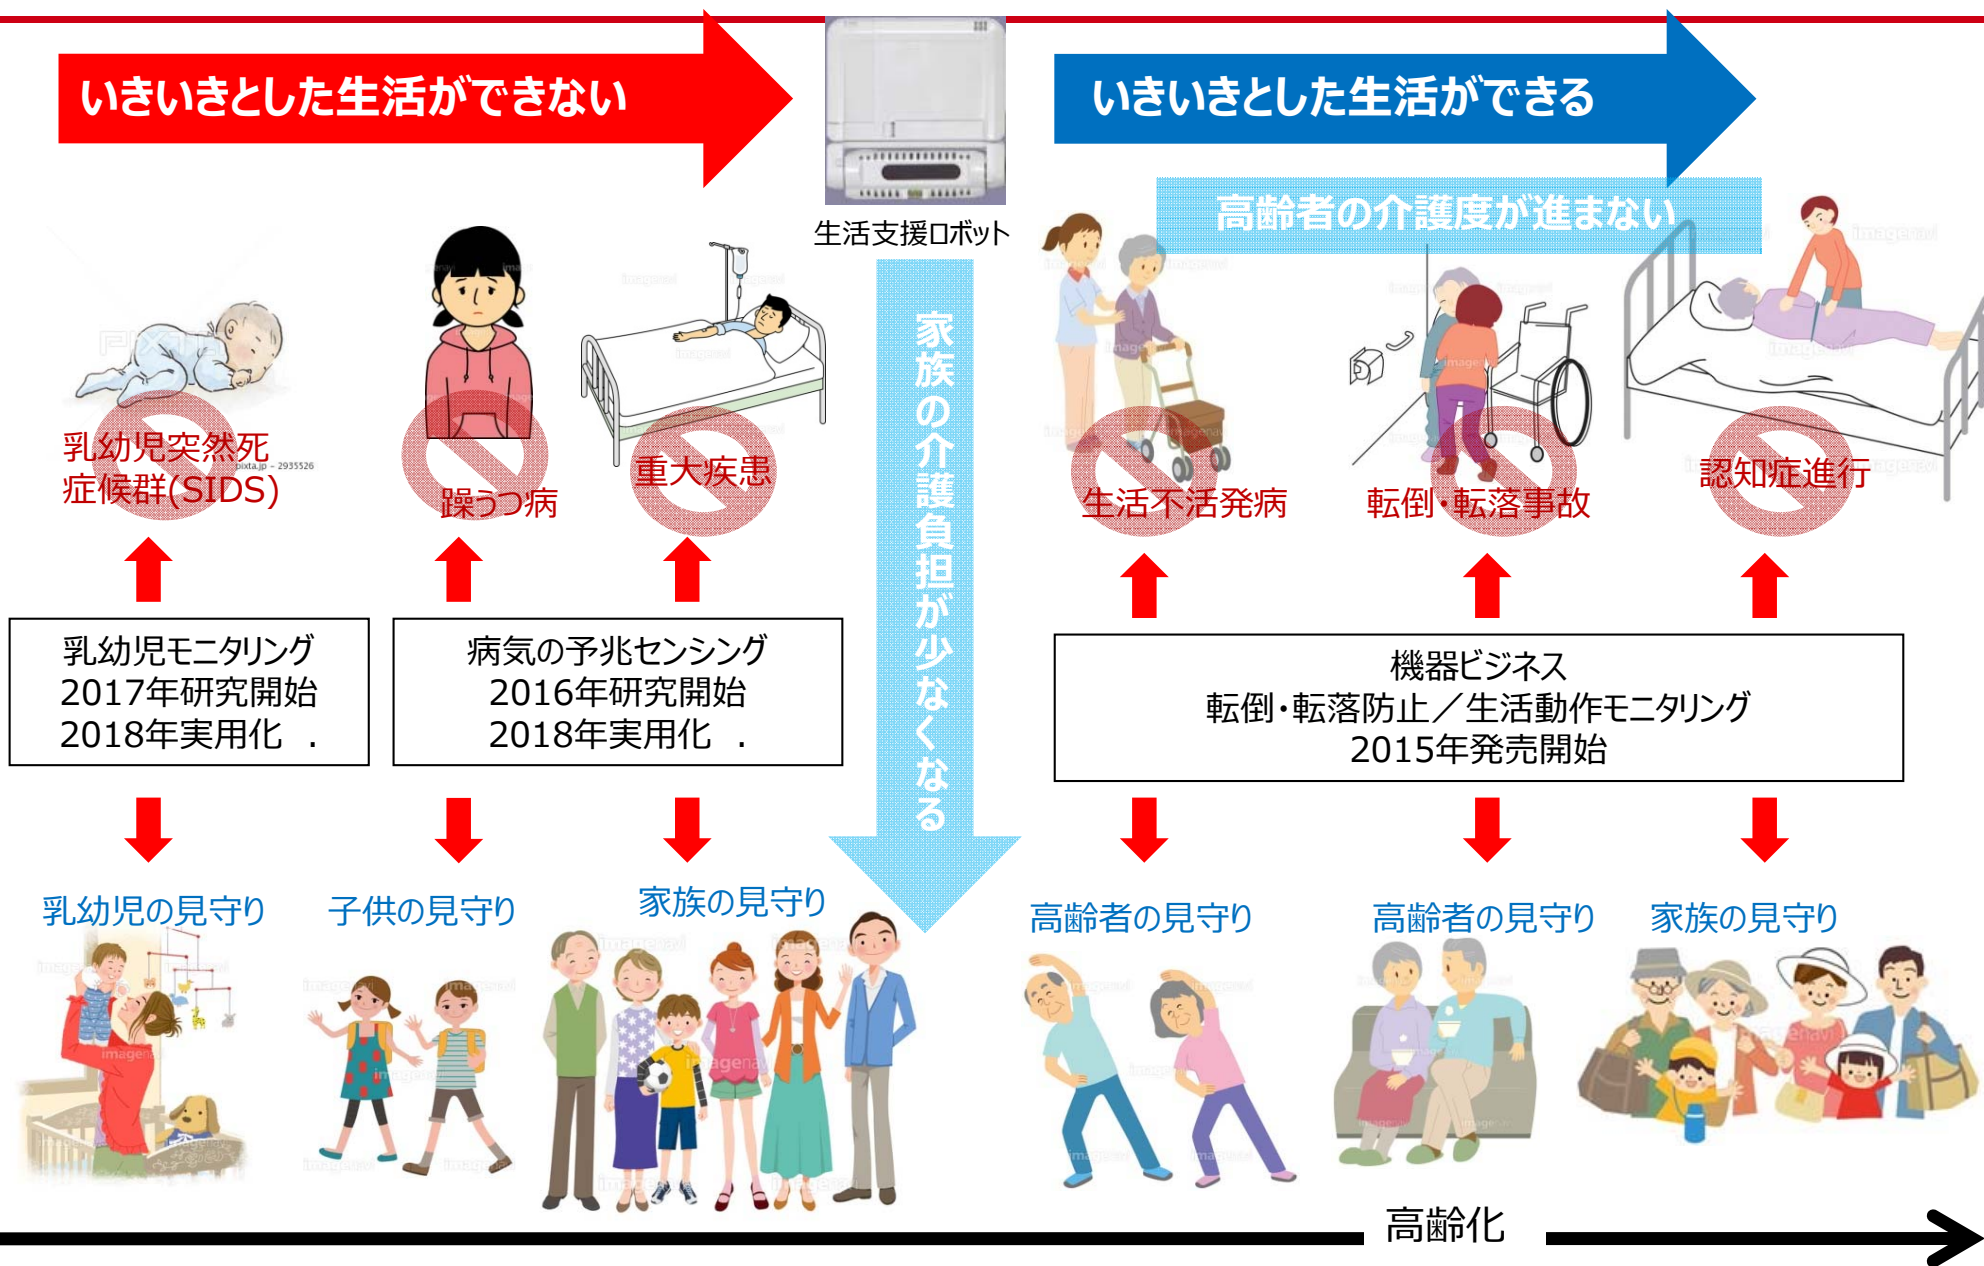 いきいきとした生活ができない
いきいきとした生活ができる
生活支援ロボット
高齢者の介護度が進まない
家族の介護負担が少なくなる
乳幼児突然死
症候群(SIDS)
pixta.jp - 2935526
躁うつ病
重大疾患
生活不活発病
転倒・転落事故
認知症進行
乳幼児モニタリング
2017年研究開始
2018年実用化 .
病気の予兆センシング
2016年研究開始
2018年実用化 .
機器ビジネス
転倒・転落防止／生活動作モニタリング
2015年発売開始
乳幼児の見守り
子供の見守り
家族の見守り
高齢者の見守り
高齢者の見守り
家族の見守り
imagenavi
高齢化